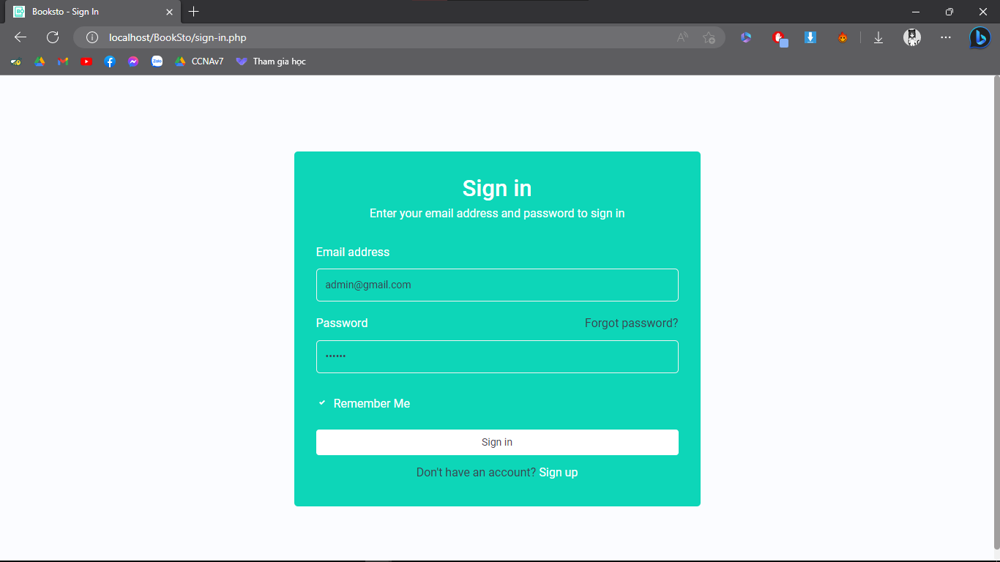 Booksto - Sign In
localhost/BookSto/sign-in.php
Zalo CCNAv7 Tham gia học
Sign in
Enter your email address and password to sign in
Email address
admin@gmail.com
Password Forgot password?
••••••
Remember Me
Sign in
Don't have an account? Sign up